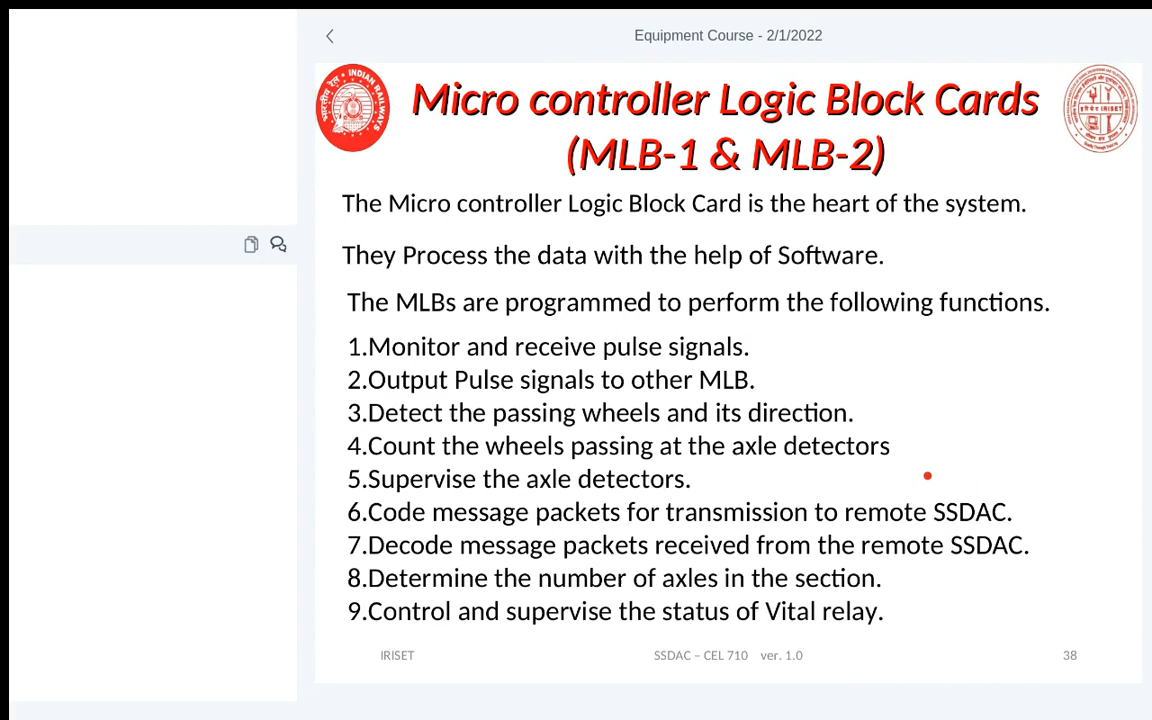 Equipment Course - 2/1/2022
भारतीय रेल • INDIAN RAILWAYS
Micro controller Logic Block Cards
(MLB-1 & MLB-2)
The Micro controller Logic Block Card is the heart of the system.
They Process the data with the help of Software.
The MLBs are programmed to perform the following functions.
1.Monitor and receive pulse signals.
2.Output Pulse signals to other MLB.
3.Detect the passing wheels and its direction.
4.Count the wheels passing at the axle detectors
5.Supervise the axle detectors.
6.Code message packets for transmission to remote SSDAC.
7.Decode message packets received from the remote SSDAC.
8.Determine the number of axles in the section.
9.Control and supervise the status of Vital relay.
IRISET SSDAC – CEL 710 ver. 1.0 38